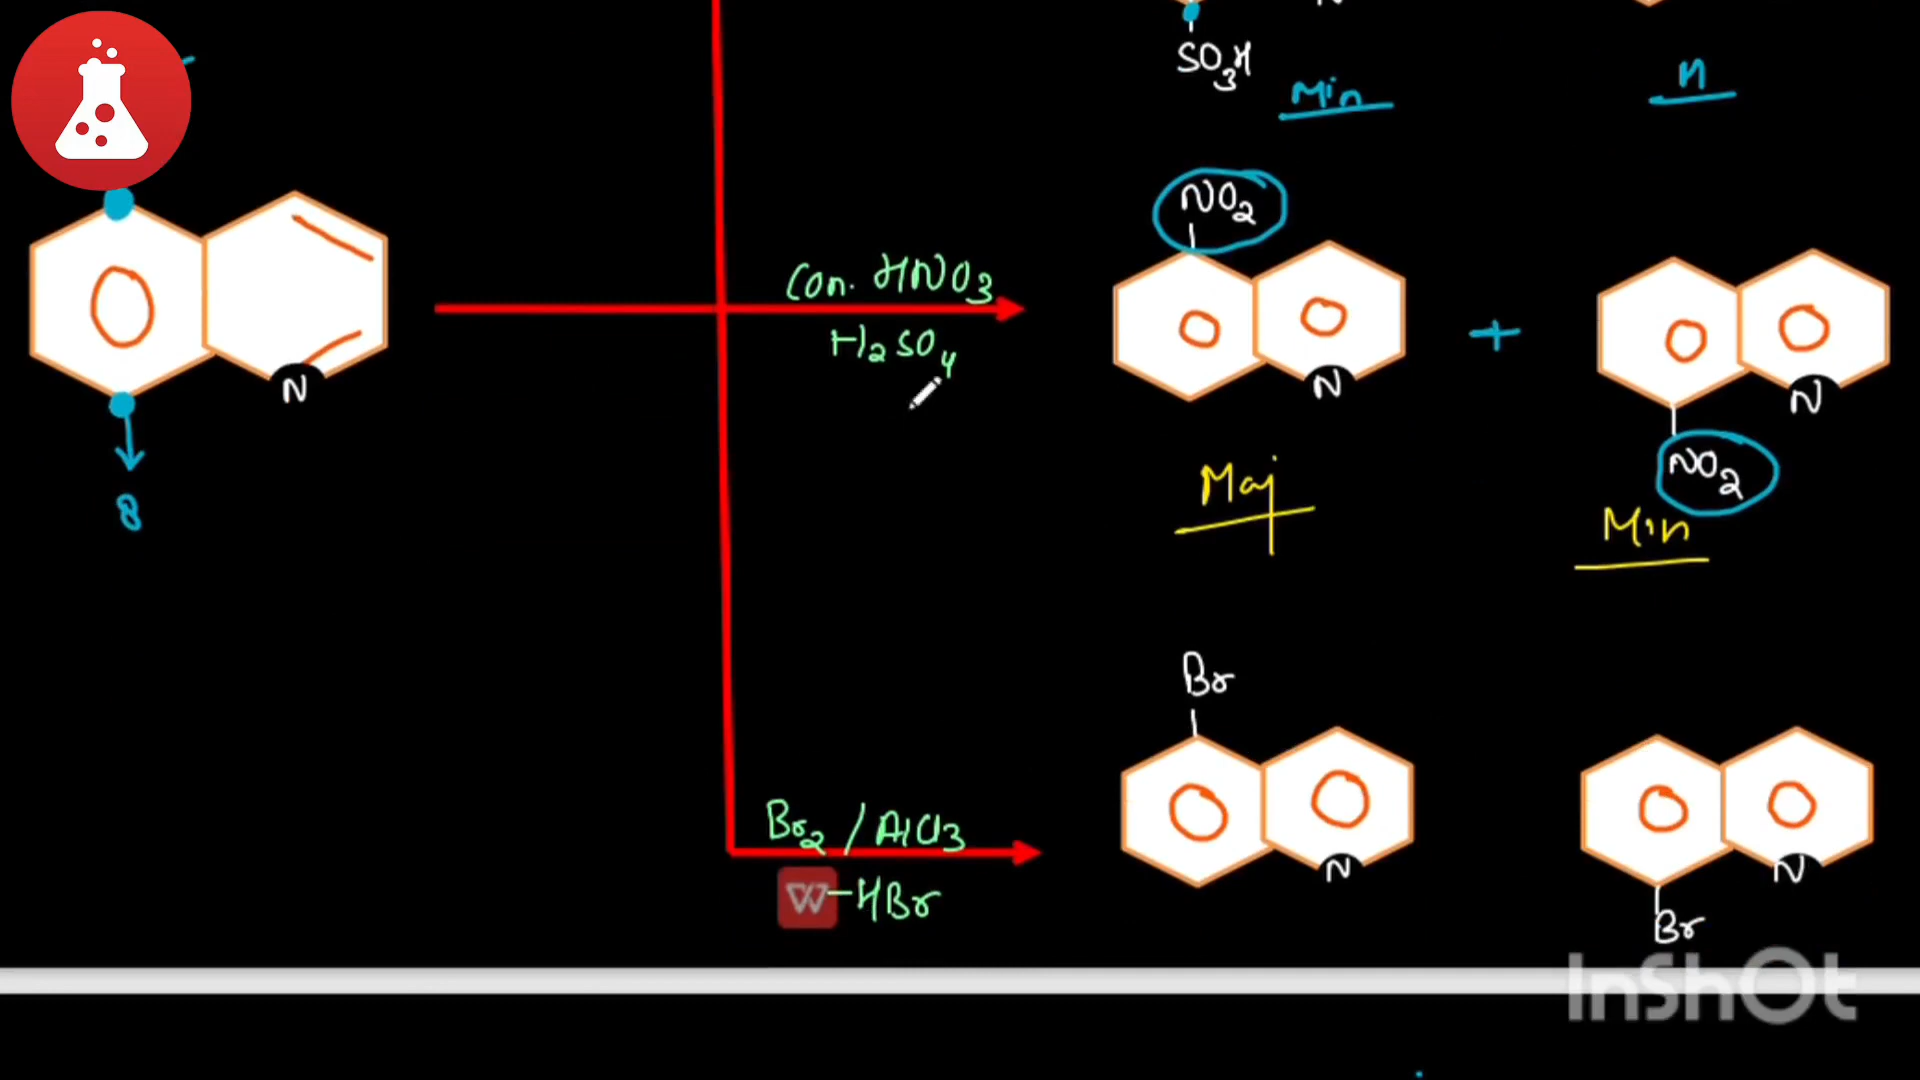 N
SO3H
Min
M
NO2
Con. HNO3
H2SO4
N
N
+
N
8
NO2
Maj
Min
Br
Br2 / AlCl3
-HBr
W
N
N
Br
InShOt